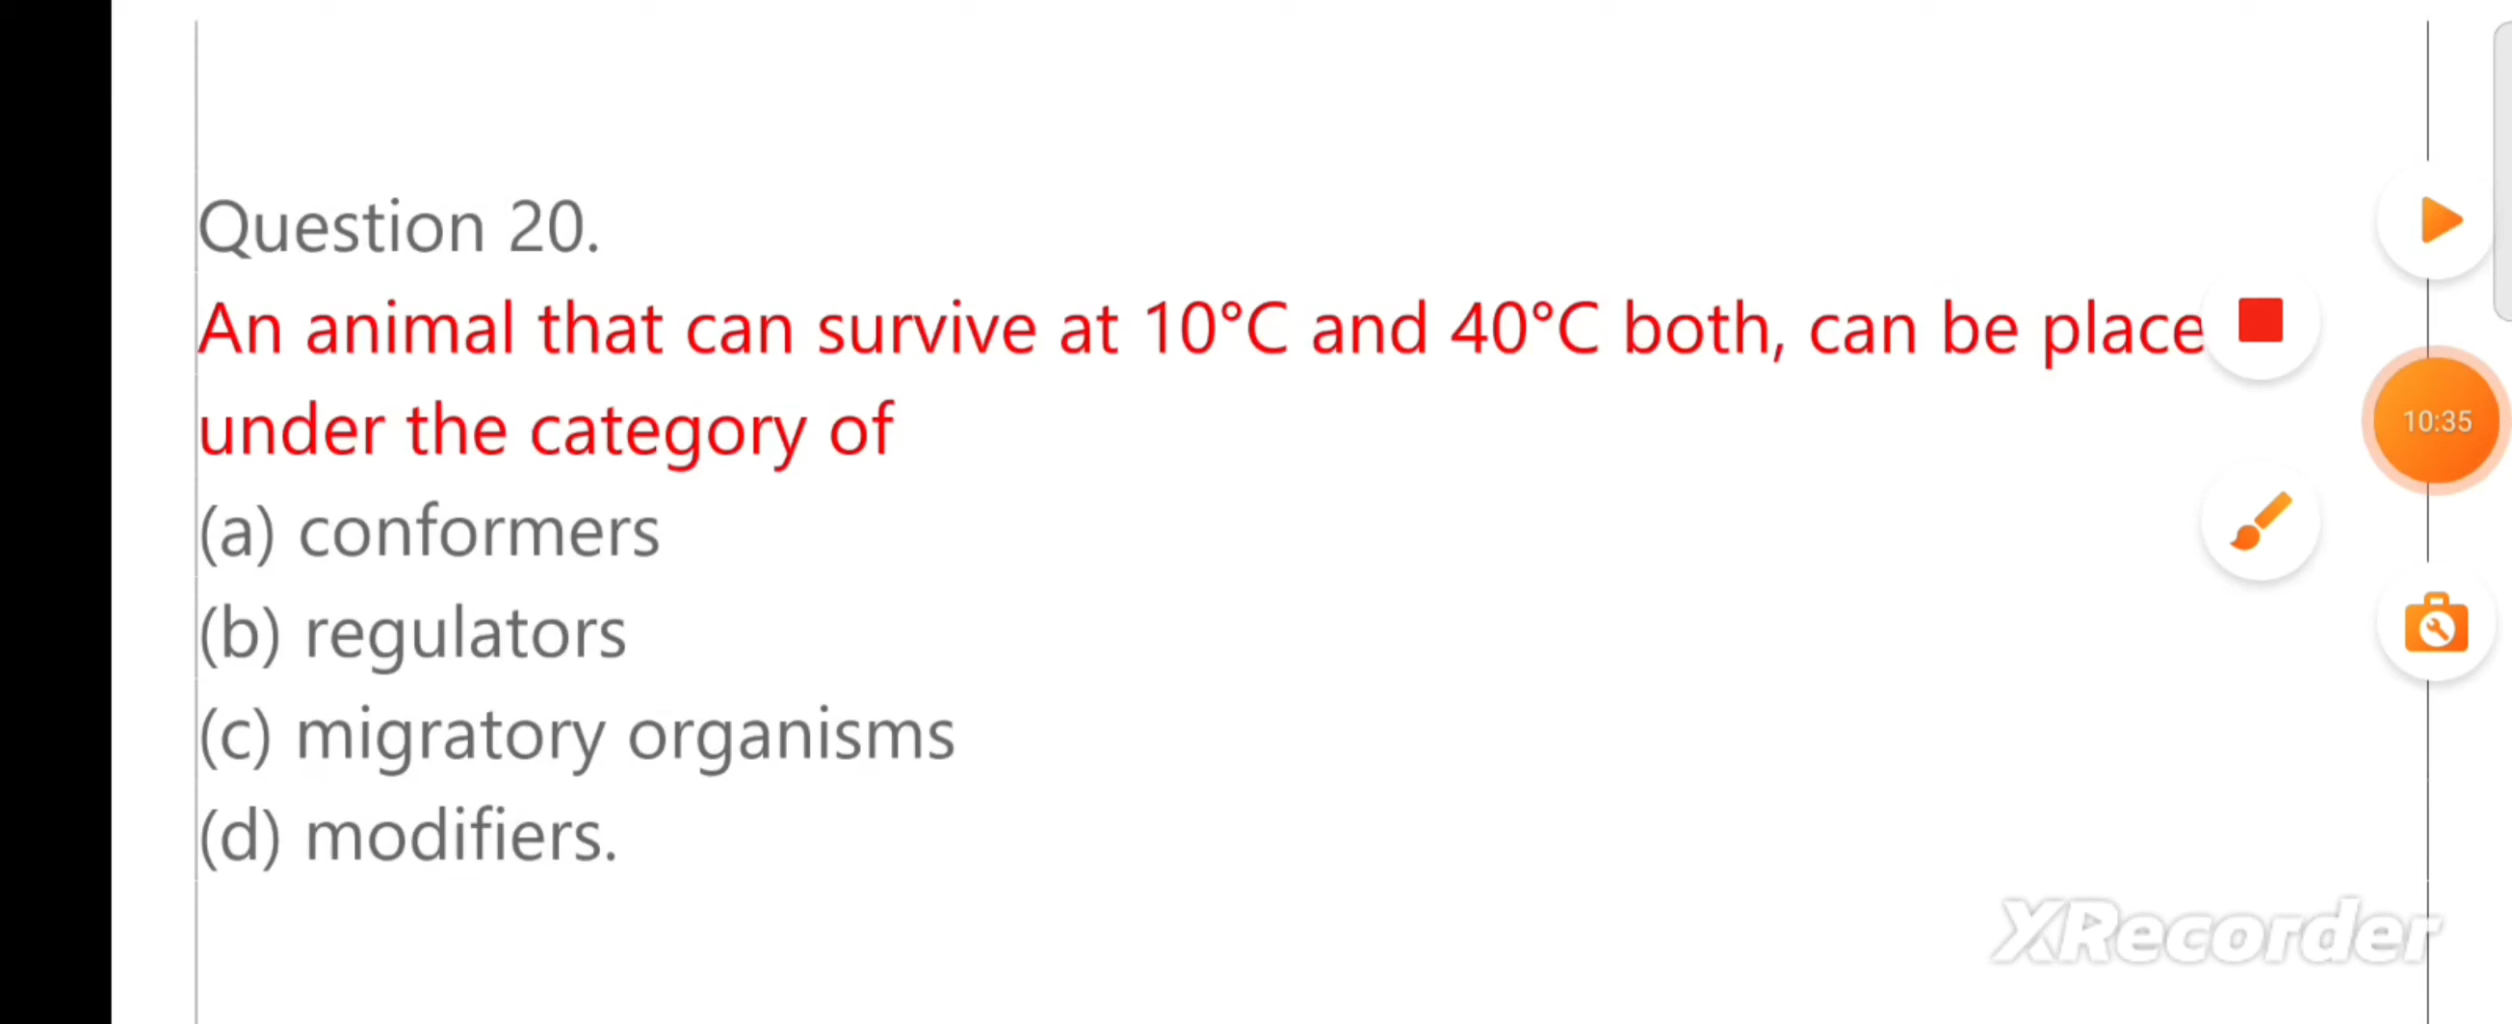 Question 20.
An animal that can survive at 10°C and 40°C both, can be place
under the category of
(a) conformers
(b) regulators
(c) migratory organisms
(d) modifiers.
10:35
XRecorder